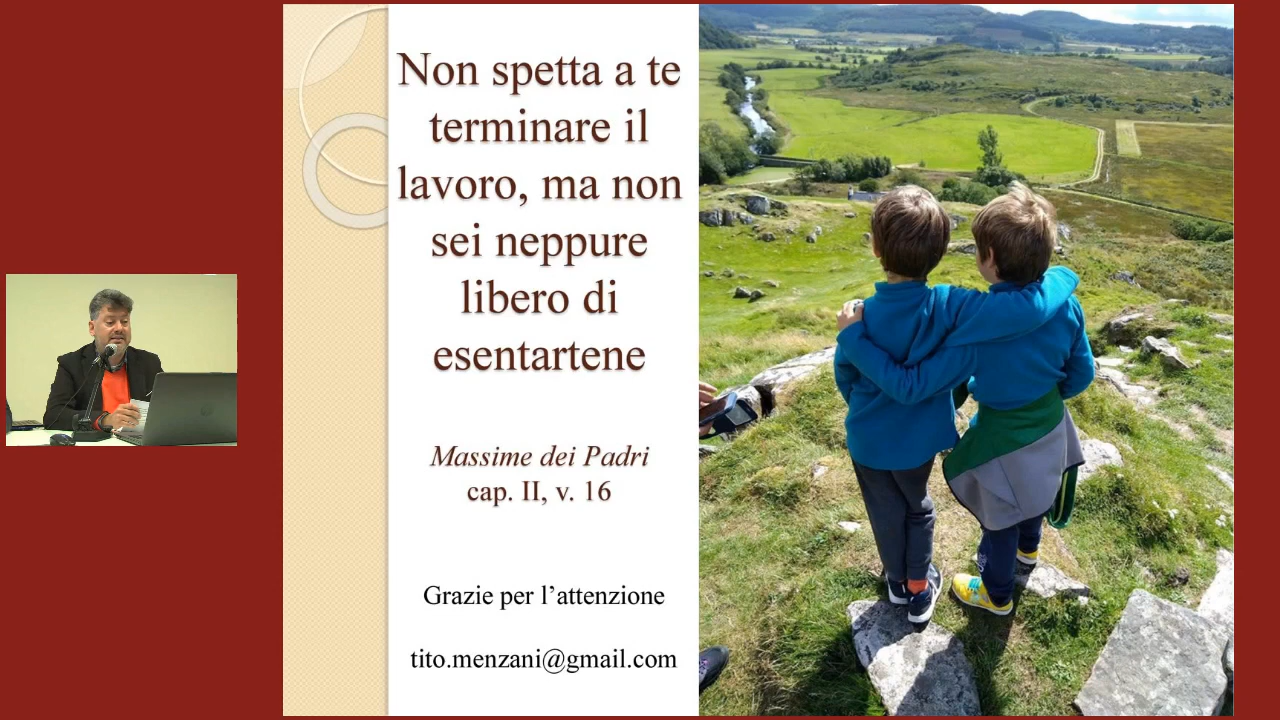 Non spetta a te
terminare il
lavoro, ma non
sei neppure
libero di
esentartene
Massime dei Padri
cap. II, v. 16
Grazie per l’attenzione
tito.menzani@gmail.com